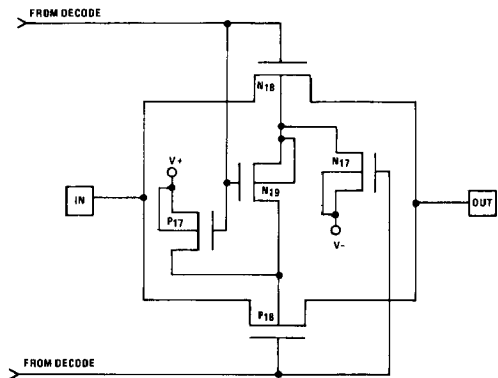 FROM DECODE
N18
V+
N17
IN
N19
OUT
P17
V-
P18
FROM DECODE